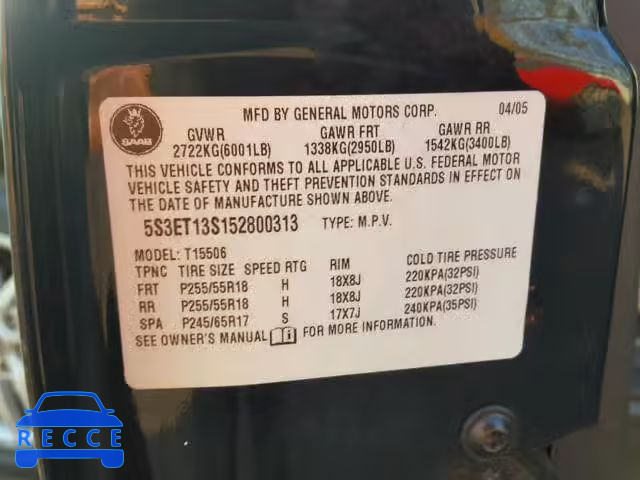 MFD BY GENERAL MOTORS CORP. 04/05
SAAB
GVWR GAWR FRT GAWR RR
2722KG(6001LB) 1338KG(2950LB) 1542KG(3400LB)
THIS VEHICLE CONFORMS TO ALL APPLICABLE U.S. FEDERAL MOTOR
VEHICLE SAFETY AND THEFT PREVENTION STANDARDS IN EFFECT ON
THE DATE OF MANUFACTURE SHOWN ABOVE.
5S3ET13S152800313 TYPE: M.P.V.
MODEL: T15506
TPNC TIRE SIZE SPEED RTG RIM COLD TIRE PRESSURE
FRT P255/55R18 H 18X8J 220KPA(32PSI)
RR P255/55R18 H 18X8J 220KPA(32PSI)
SPA P245/65R17 S 17X7J 240KPA(35PSI)
SEE OWNER'S MANUAL FOR MORE INFORMATION.
RECCE